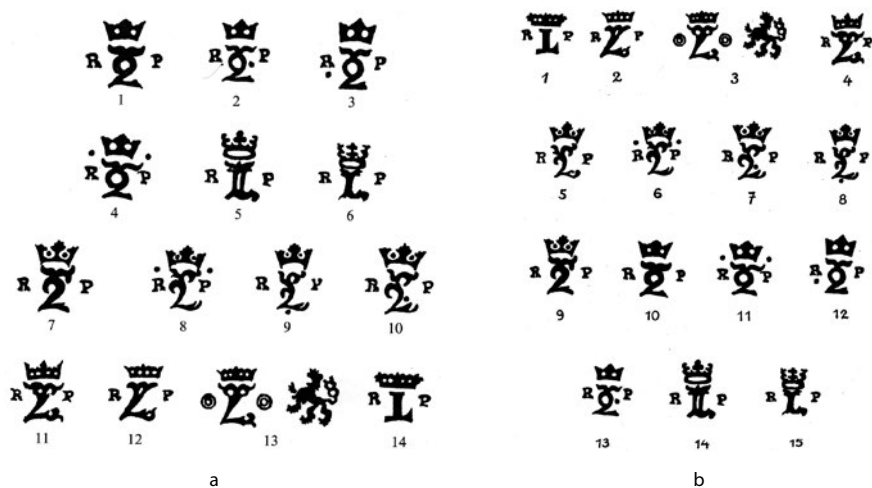 R P R P R P
1 2 3
R P R P R L P
4 5 6
R P R P R P R P
7 8 9 10
R P R P R L P
11 12 13 14
a
R L P R P R P
1 2 3 4
R P R P R P R P
5 6 7 8
R P R P R P R P
9 10 11 12
R P R P R L P
13 14 15
b